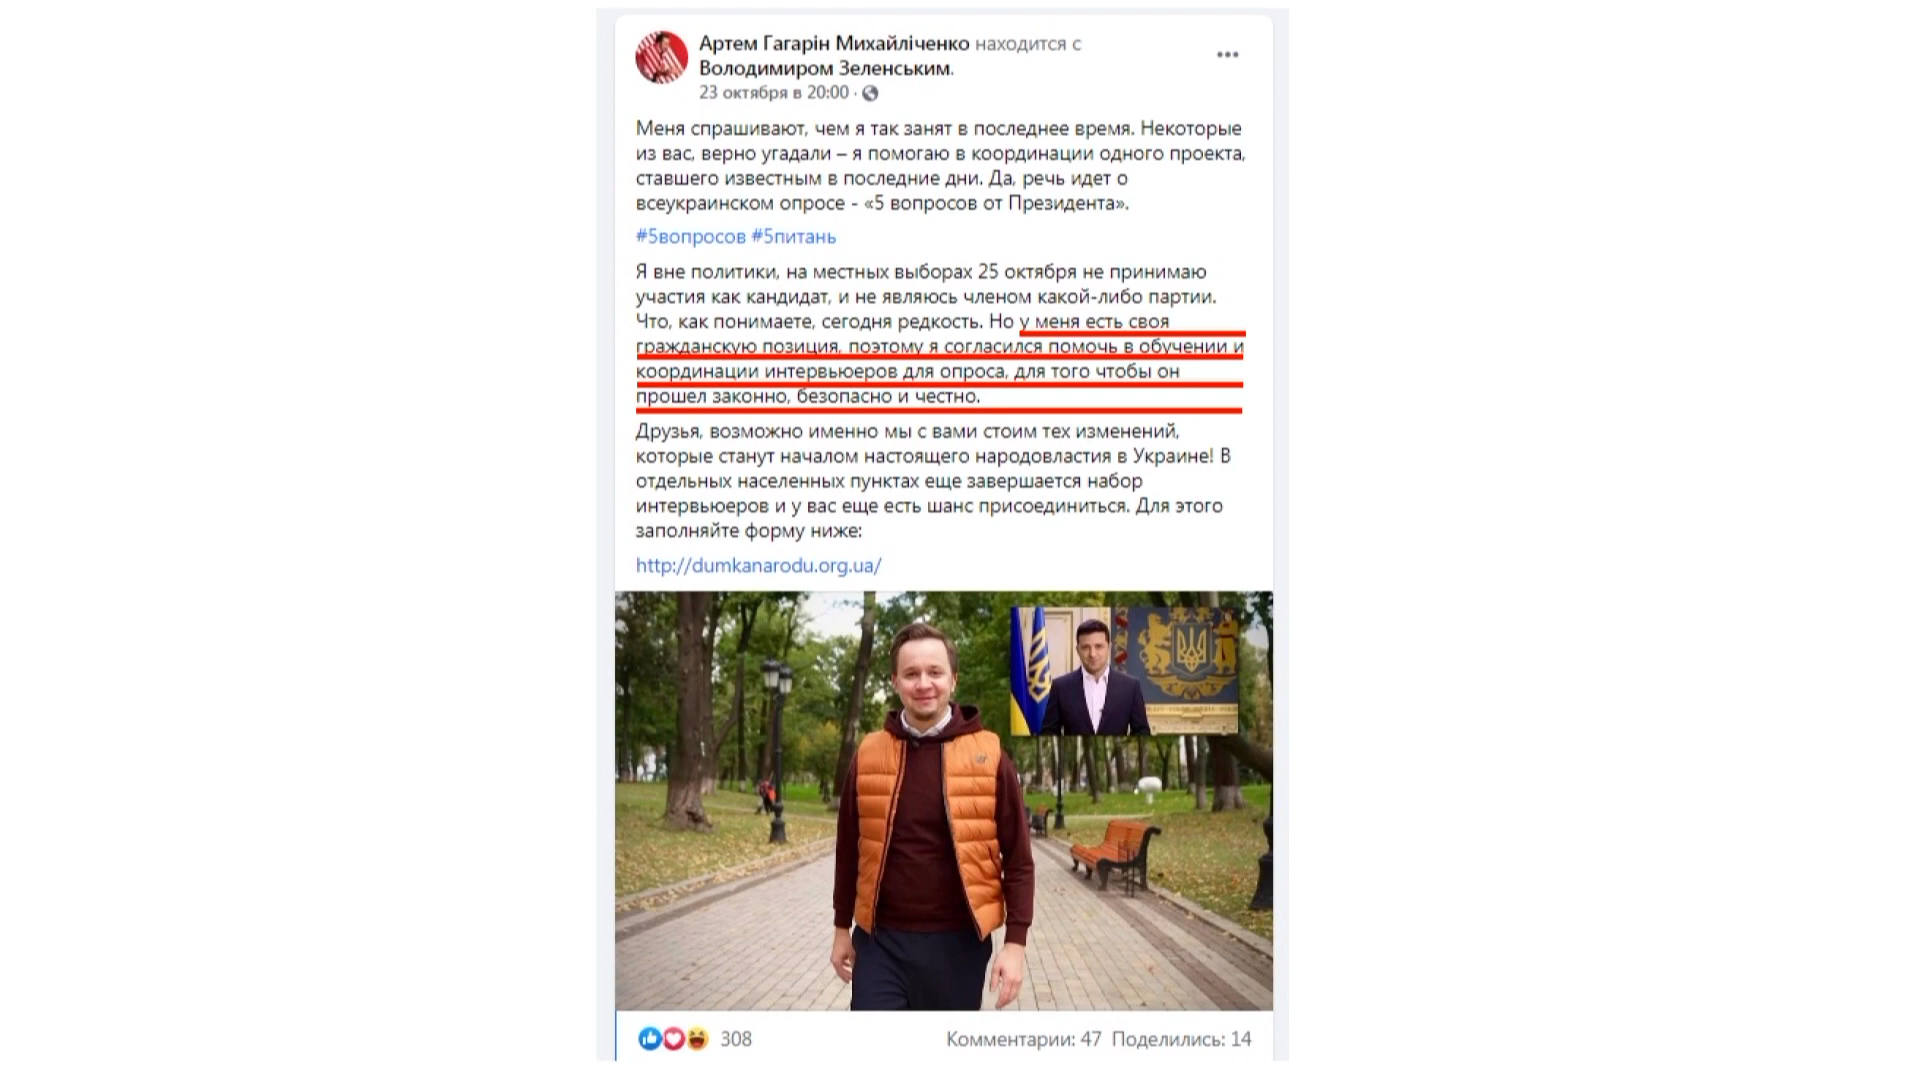 Артем Гагарін Михайліченко находится с
Володимиром Зеленським.
23 октября в 20:00 ·
Меня спрашивают, чем я так занят в последнее время. Некоторые
из вас, верно угадали – я помогаю в координации одного проекта,
ставшего известным в последние дни. Да, речь идет о
всеукраинском опросе - «5 вопросов от Президента».
#5вопросов #5питань
Я вне политики, на местных выборах 25 октября не принимаю
участия как кандидат, и не являюсь членом какой-либо партии.
Что, как понимаете, сегодня редкость. Но у меня есть своя
гражданскую позиция, поэтому я согласился помочь в обучении и
координации интервьюеров для опроса, для того чтобы он
прошел законно, безопасно и честно.
Друзья, возможно именно мы с вами стоим тех изменений,
которые станут началом настоящего народовластия в Украине! В
отдельных населенных пунктах еще завершается набор
интервьюеров и у вас еще есть шанс присоединиться. Для этого
заполняйте форму ниже:
http://dumkanarodu.org.ua/
308
Комментарии: 47 Поделились: 14